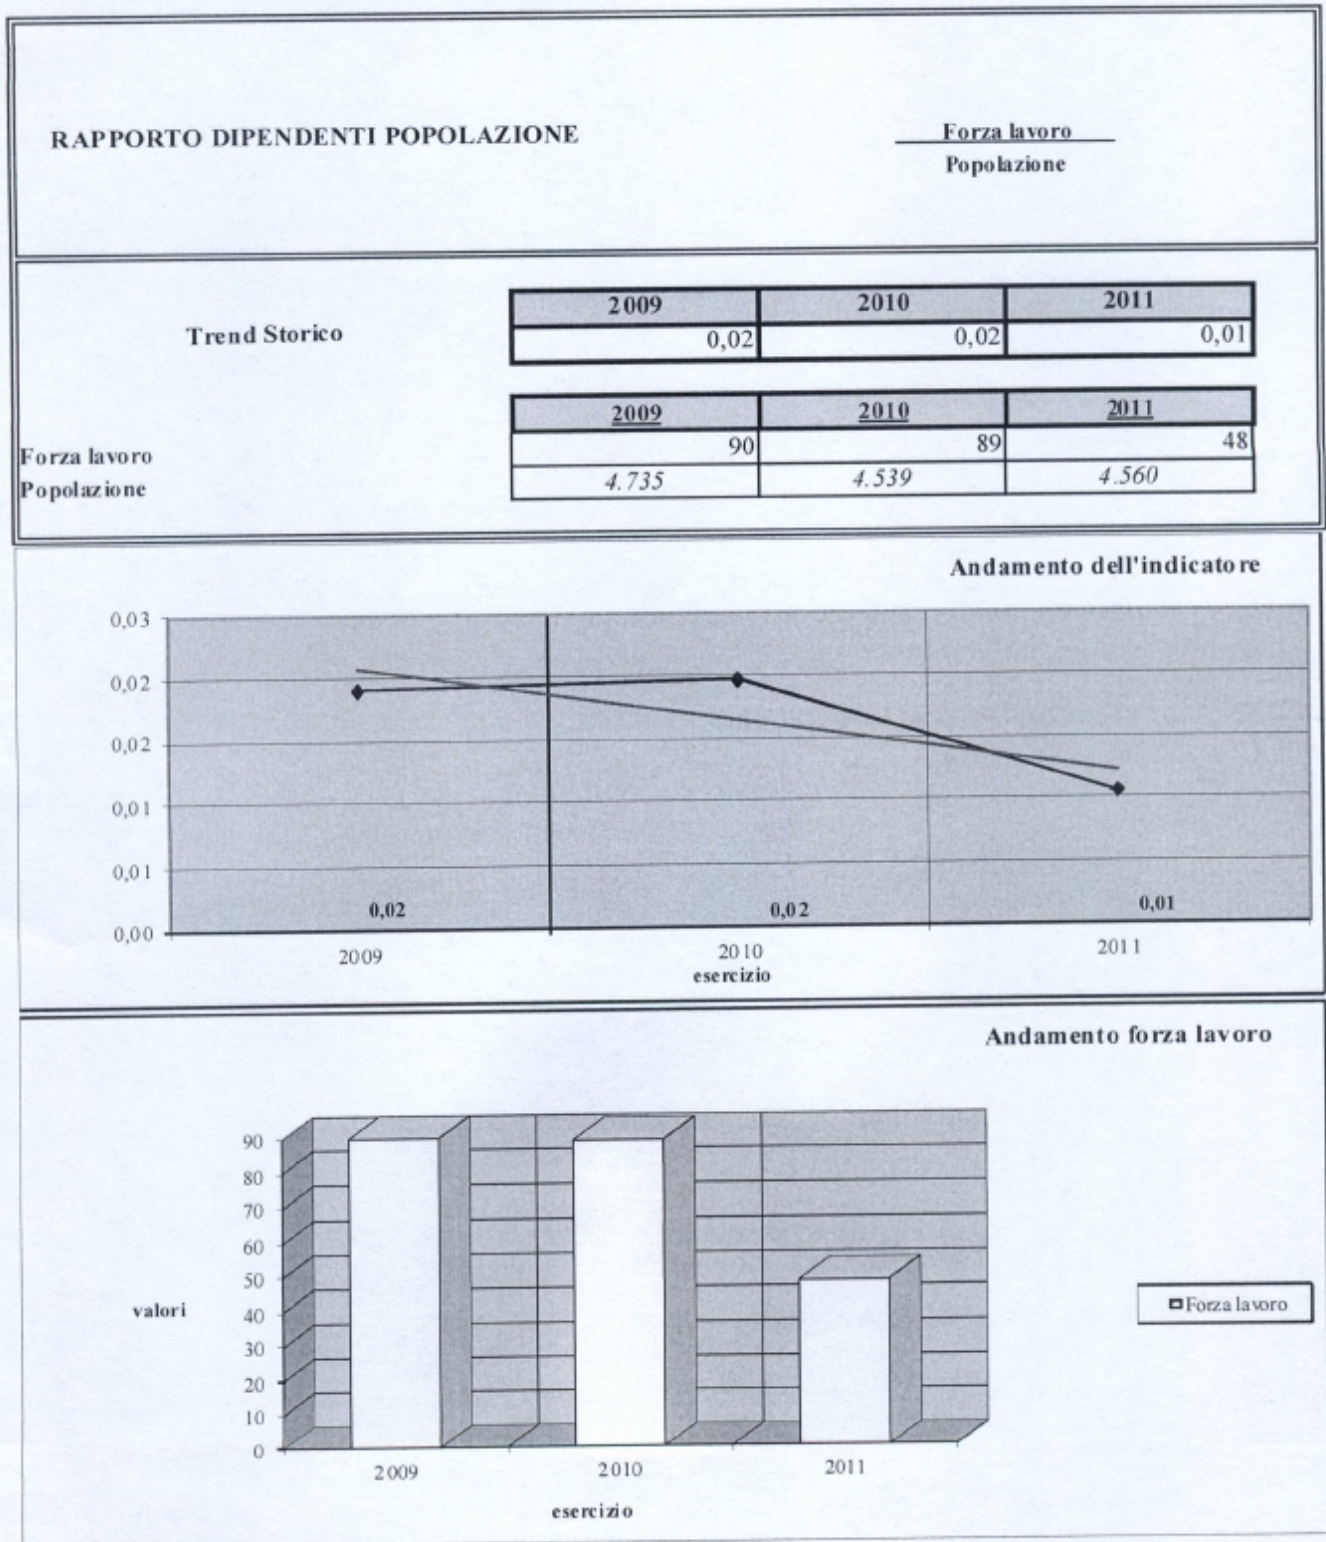 RAPPORTO DIPENDENTI POPOLAZIONE
Forza lavoro
Popolazione
Trend Storico
2009 2010 2011
0,02 0,02 0,01
2009 2010 2011
Forza lavoro 90 89 48
Popolazione 4.735 4.539 4.560
Andamento dell'indicatore
0,03
0,02
0,02
0,01
0,01
0,00
0,02 0,02 0,01
2009 2010 2011
esercizio
Andamento forza lavoro
90
80
70
60
50
40
30
20
10
0
valori
Forza lavoro
2009 2010 2011
esercizio